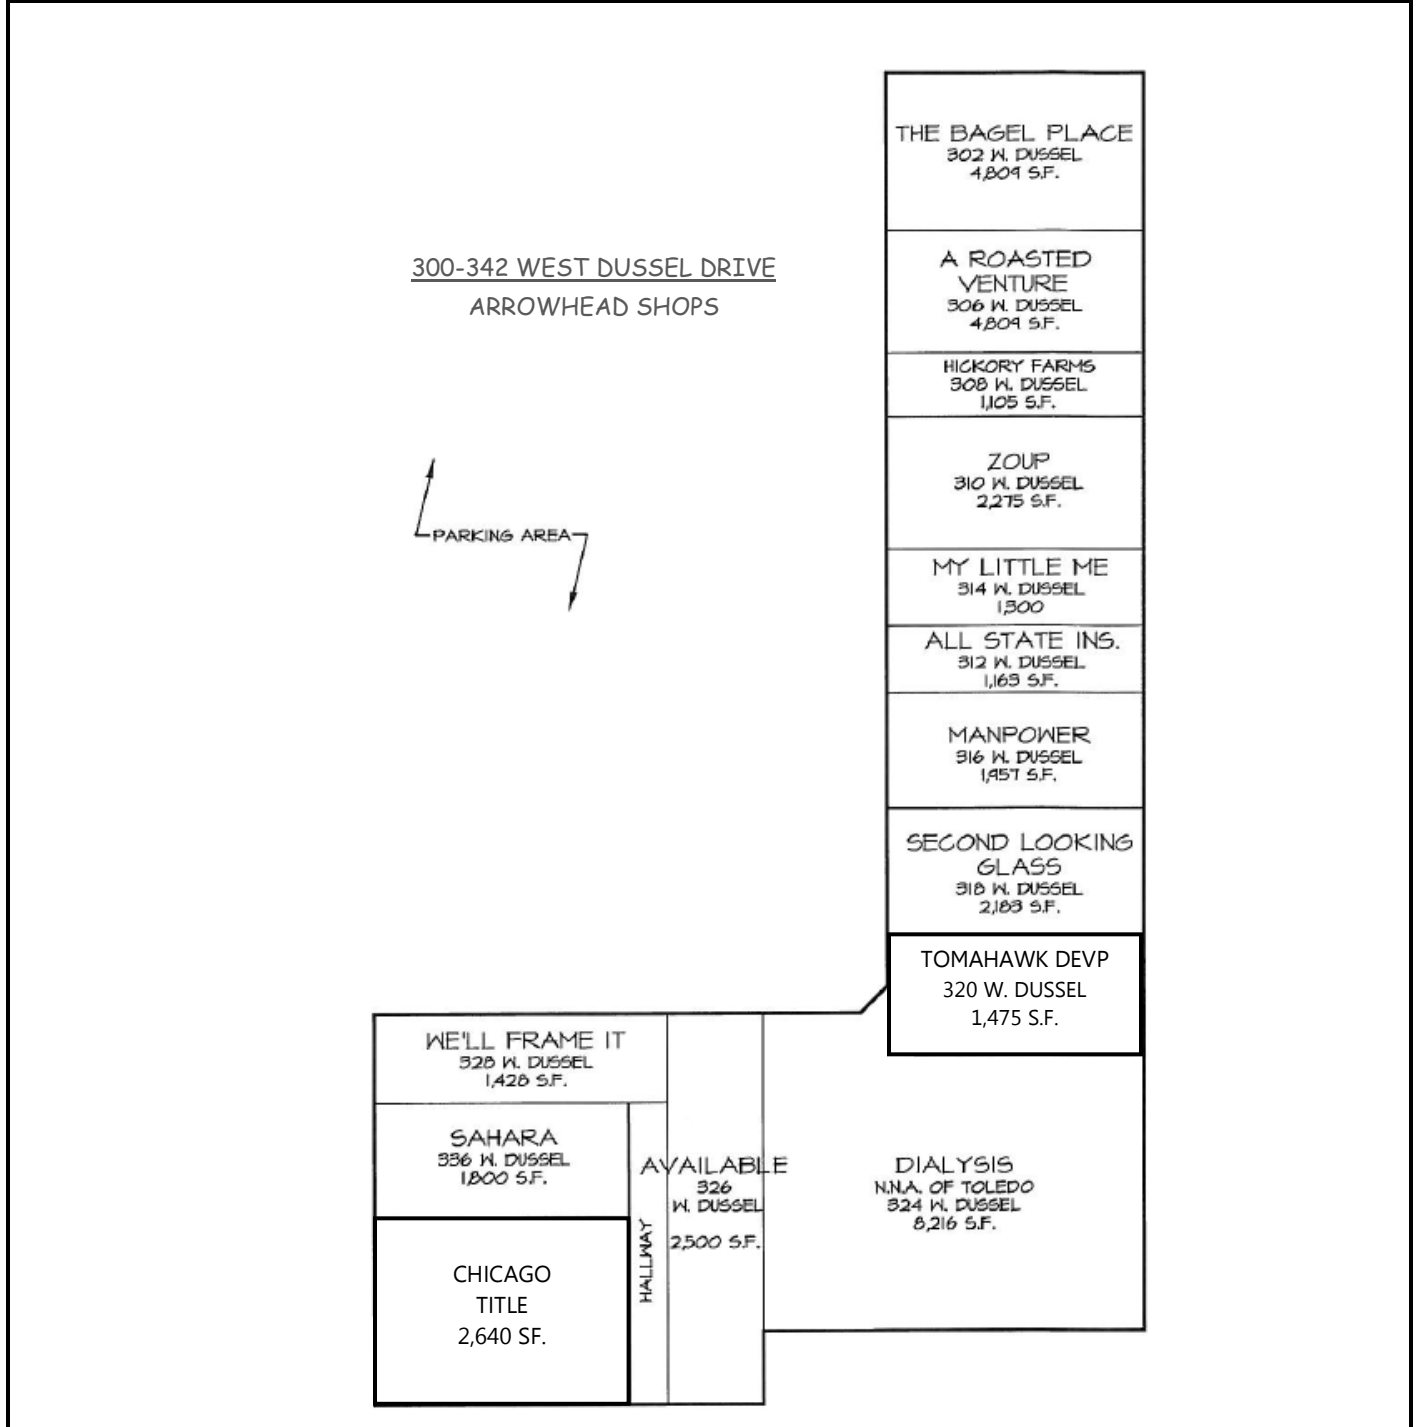 THE BAGEL PLACE
302 W. DUSSEL
4,809 S.F.
300-342 WEST DUSSEL DRIVE
ARROWHEAD SHOPS
A ROASTED
VENTURE
306 W. DUSSEL
4,809 S.F.
HICKORY FARMS
308 W. DUSSEL
1,105 S.F.
ZOUP
310 W. DUSSEL
2,275 S.F.
PARKING AREA
MY LITTLE ME
314 W. DUSSEL
1,300
ALL STATE INS.
312 W. DUSSEL
1,163 S.F.
MANPOWER
316 W. DUSSEL
1,957 S.F.
SECOND LOOKING
GLASS
318 W. DUSSEL
2,183 S.F.
TOMAHAWK DEVP
320 W. DUSSEL
1,475 S.F.
WE'LL FRAME IT
328 W. DUSSEL
1,428 S.F.
SAHARA
336 W. DUSSEL
1,800 S.F.
CHICAGO
TITLE
2,640 SF.
HALLWAY
AVAILABLE
326
W. DUSSEL
2,500 S.F.
DIALYSIS
N.N.A. OF TOLEDO
324 W. DUSSEL
8,216 S.F.